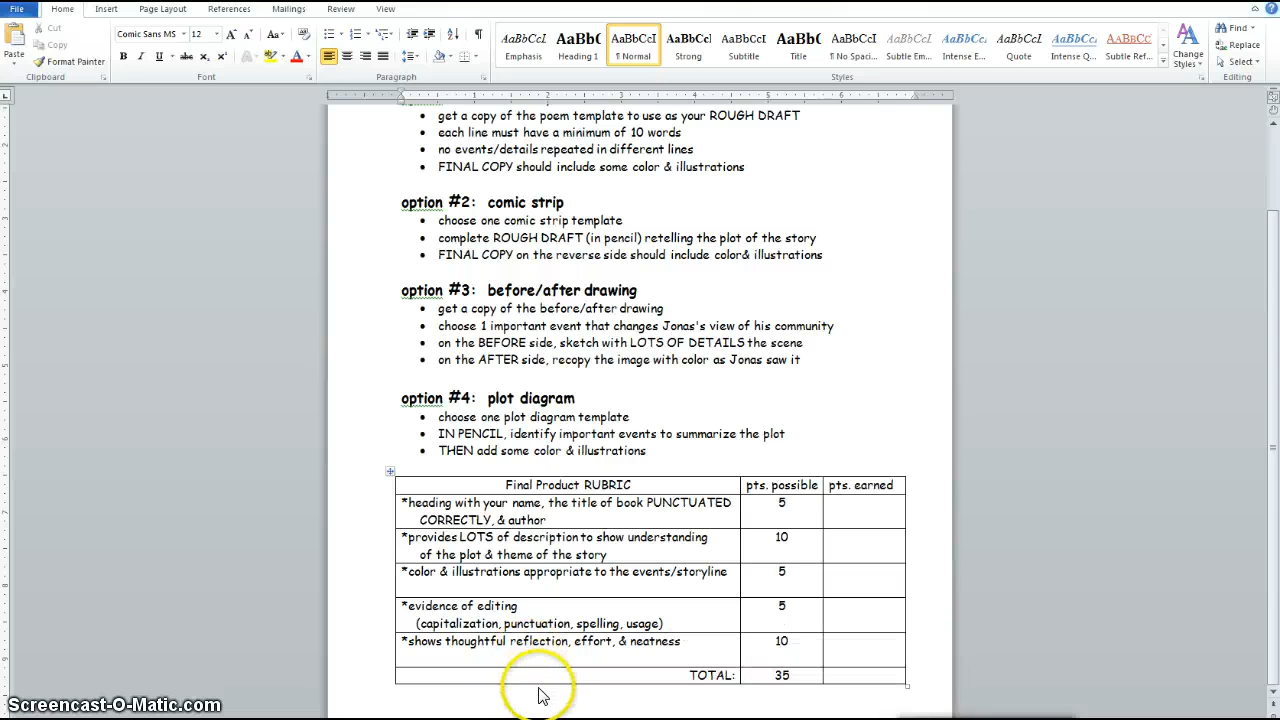 File Home Insert Page Layout References Mailings Review View
Cut
Copy
Format Painter
Paste
Clipboard
Comic Sans MS 12
Font
Paragraph
AaBbCcI AaBb( AaBbCcI AaBbCc AaBbCcI AaBb( AaBbCcI AaBbCcI AaBbCcI AaBbCcI AaBbCcI AABBCC
Emphasis Heading 1 ¶ Normal Strong Subtitle Title ¶ No Spaci... Subtle Em... Intense E... Quote Intense Q... Subtle Ref...
Change Styles
Styles
Find
Replace
Select
Editing
• get a copy of the poem template to use as your ROUGH DRAFT
• each line must have a minimum of 10 words
• no events/details repeated in different lines
• FINAL COPY should include some color & illustrations
option #2: comic strip
• choose one comic strip template
• complete ROUGH DRAFT (in pencil) retelling the plot of the story
• FINAL COPY on the reverse side should include color& illustrations
option #3: before/after drawing
• get a copy of the before/after drawing
• choose 1 important event that changes Jonas's view of his community
• on the BEFORE side, sketch with LOTS OF DETAILS the scene
• on the AFTER side, recopy the image with color as Jonas saw it
option #4: plot diagram
• choose one plot diagram template
• IN PENCIL, identify important events to summarize the plot
• THEN add some color & illustrations
Final Product RUBRIC pts. possible pts. earned
*heading with your name, the title of book PUNCTUATED 5
CORRECTLY, & author
*provides LOTS of description to show understanding 10
of the plot & theme of the story
*color & illustrations appropriate to the events/storyline 5
*evidence of editing 5
(capitalization, punctuation, spelling, usage)
*shows thoughtful reflection, effort, & neatness 10
TOTAL: 35
Screencast-O-Matic.com